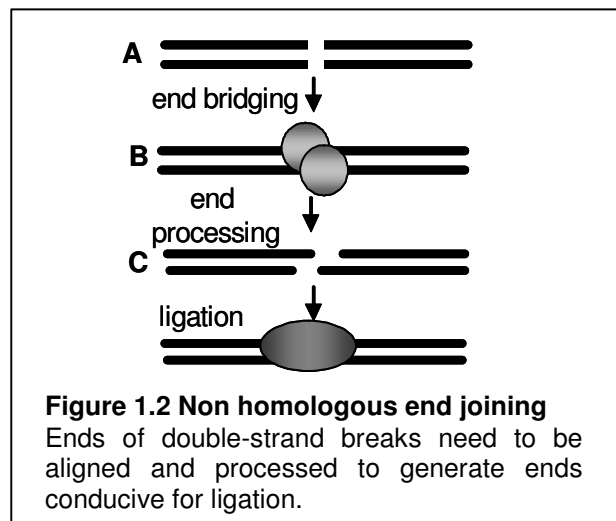 A
end bridging
B
end
processing
C
ligation
Figure 1.2 Non homologous end joining
Ends of double-strand breaks need to be
aligned and processed to generate ends
conducive for ligation.